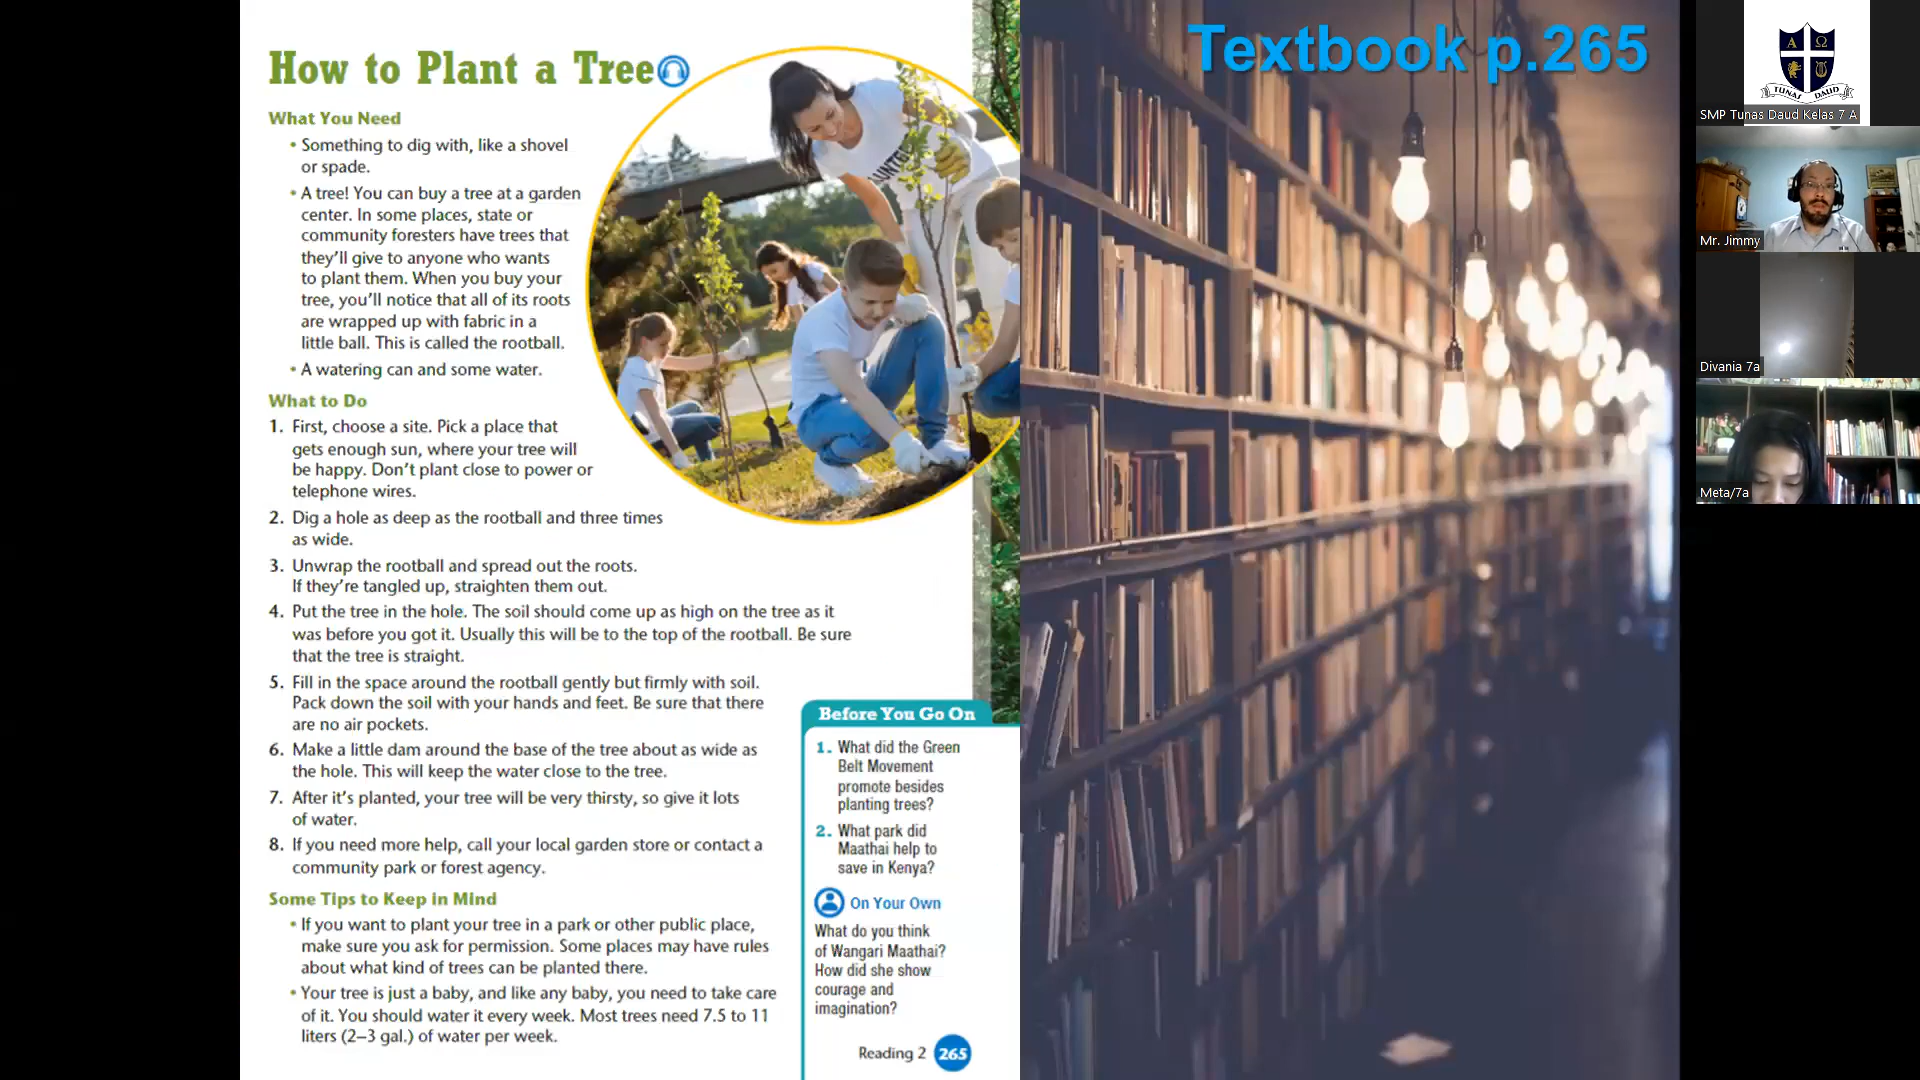 How to Plant a Tree
What You Need
• Something to dig with, like a shovel
or spade.
• A tree! You can buy a tree at a garden
center. In some places, state or
community foresters have trees that
they'll give to anyone who wants
to plant them. When you buy your
tree, you'll notice that all of its roots
are wrapped up with fabric in a
little ball. This is called the rootball.
• A watering can and some water.
What to Do
1. First, choose a site. Pick a place that
gets enough sun, where your tree will
be happy. Don't plant close to power or
telephone wires.
2. Dig a hole as deep as the rootball and three times
as wide.
3. Unwrap the rootball and spread out the roots.
If they're tangled up, straighten them out.
4. Put the tree in the hole. The soil should come up as high on the tree as it
was before you got it. Usually this will be to the top of the rootball. Be sure
that the tree is straight.
5. Fill in the space around the rootball gently but firmly with soil.
Pack down the soil with your hands and feet. Be sure that there
are no air pockets.
6. Make a little dam around the base of the tree about as wide as
the hole. This will keep the water close to the tree.
7. After it's planted, your tree will be very thirsty, so give it lots
of water.
8. If you need more help, call your local garden store or contact a
community park or forest agency.
Some Tips to Keep in Mind
• If you want to plant your tree in a park or other public place,
make sure you ask for permission. Some places may have rules
about what kind of trees can be planted there.
• Your tree is just a baby, and like any baby, you need to take care
of it. You should water it every week. Most trees need 7.5 to 11
liters (2–3 gal.) of water per week.
Before You Go On
1. What did the Green
Belt Movement
promote besides
planting trees?
2. What park did
Maathai help to
save in Kenya?
On Your Own
What do you think
of Wangari Maathai?
How did she show
courage and
imagination?
Reading 2 265
Textbook p.265
A Ω
TUNAS DAUD
SMP Tunas Daud Kelas 7 A
Mr. Jimmy
Divania 7a
Meta/7a